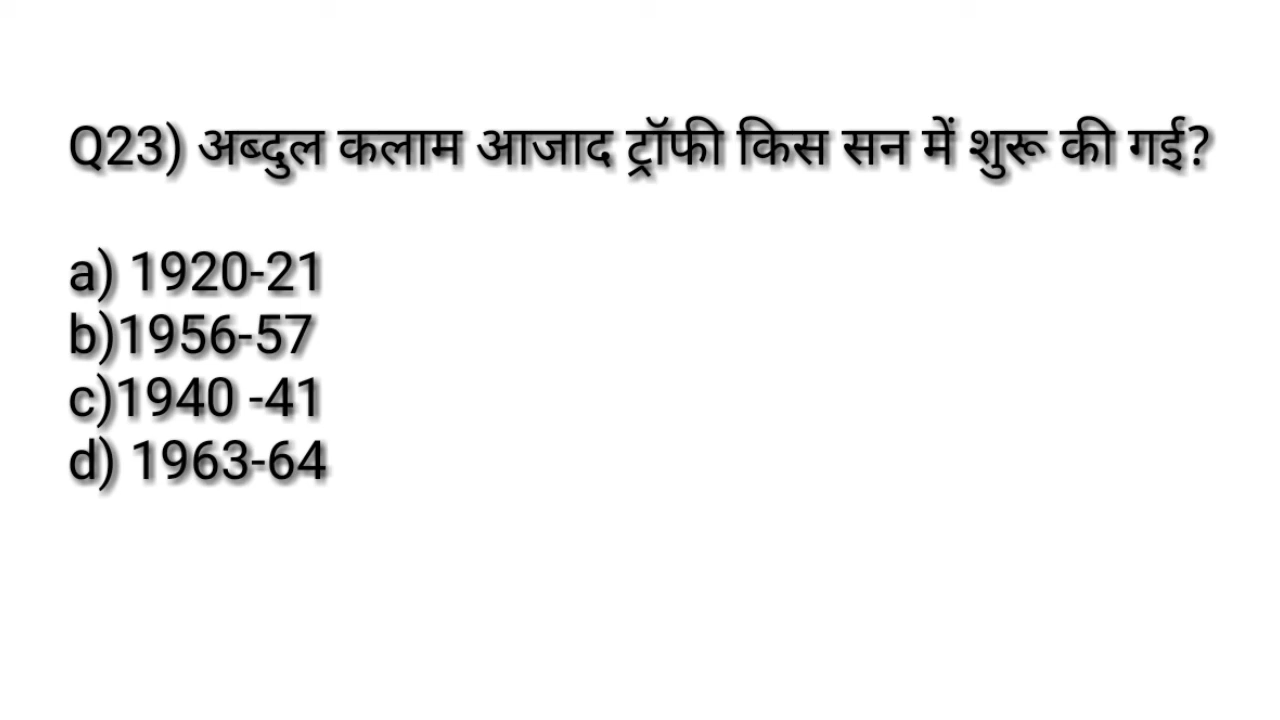 Q23) अब्दुल कलाम आजाद ट्रॉफी किस सन में शुरू की गई?
a) 1920-21
b)1956-57
c)1940 -41
d) 1963-64